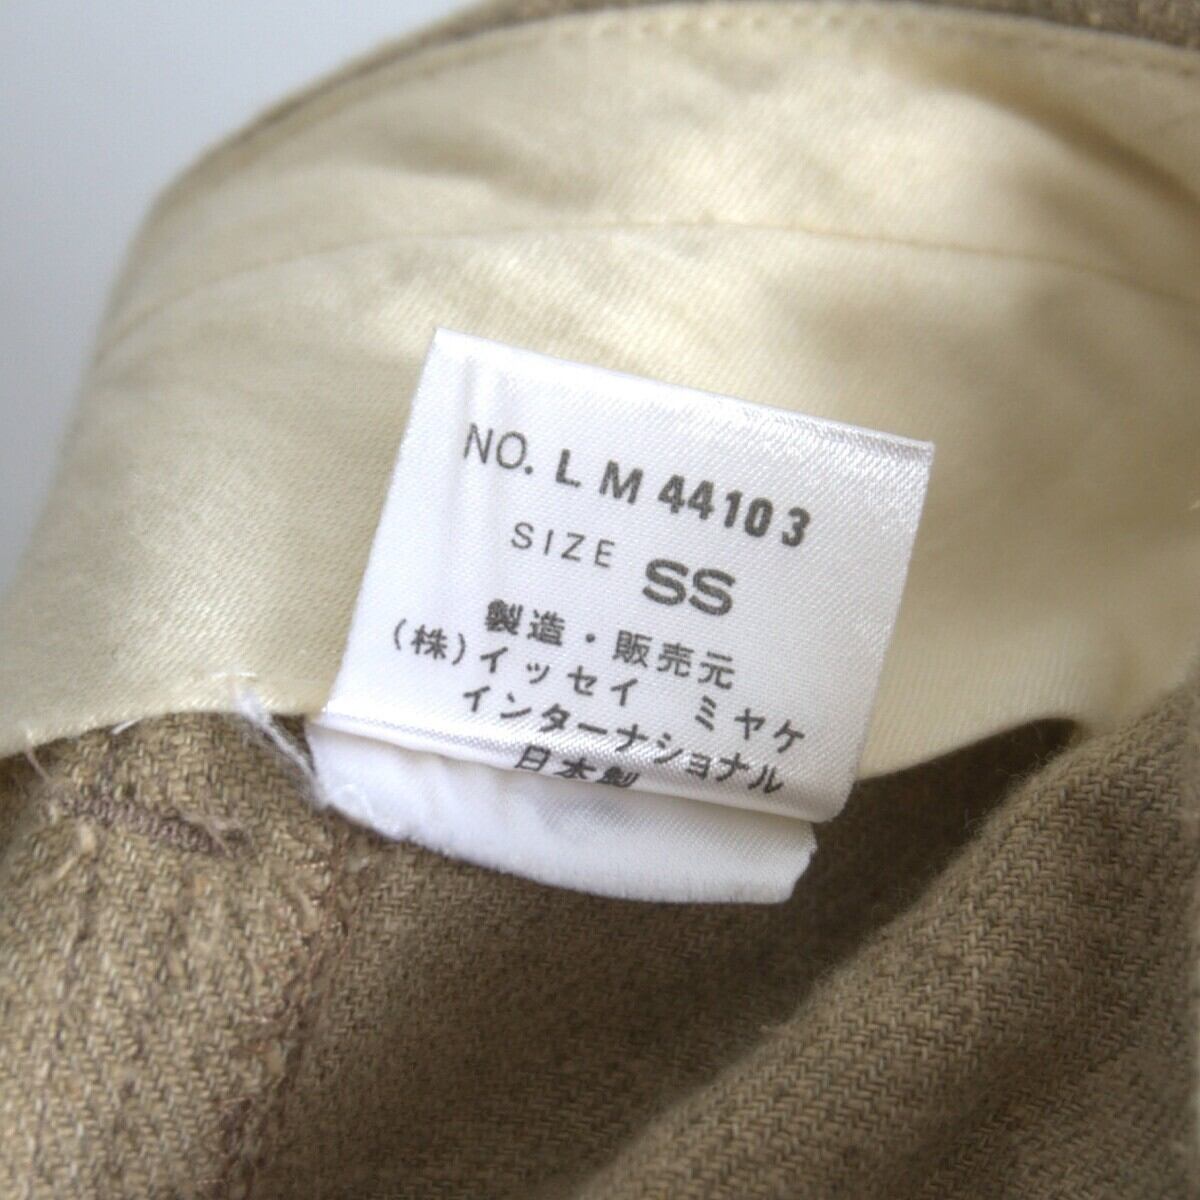 NO. LM44103
SIZE SS
製造・販売元
(株)イッセイ ミヤケ
インターナショナル
日本製